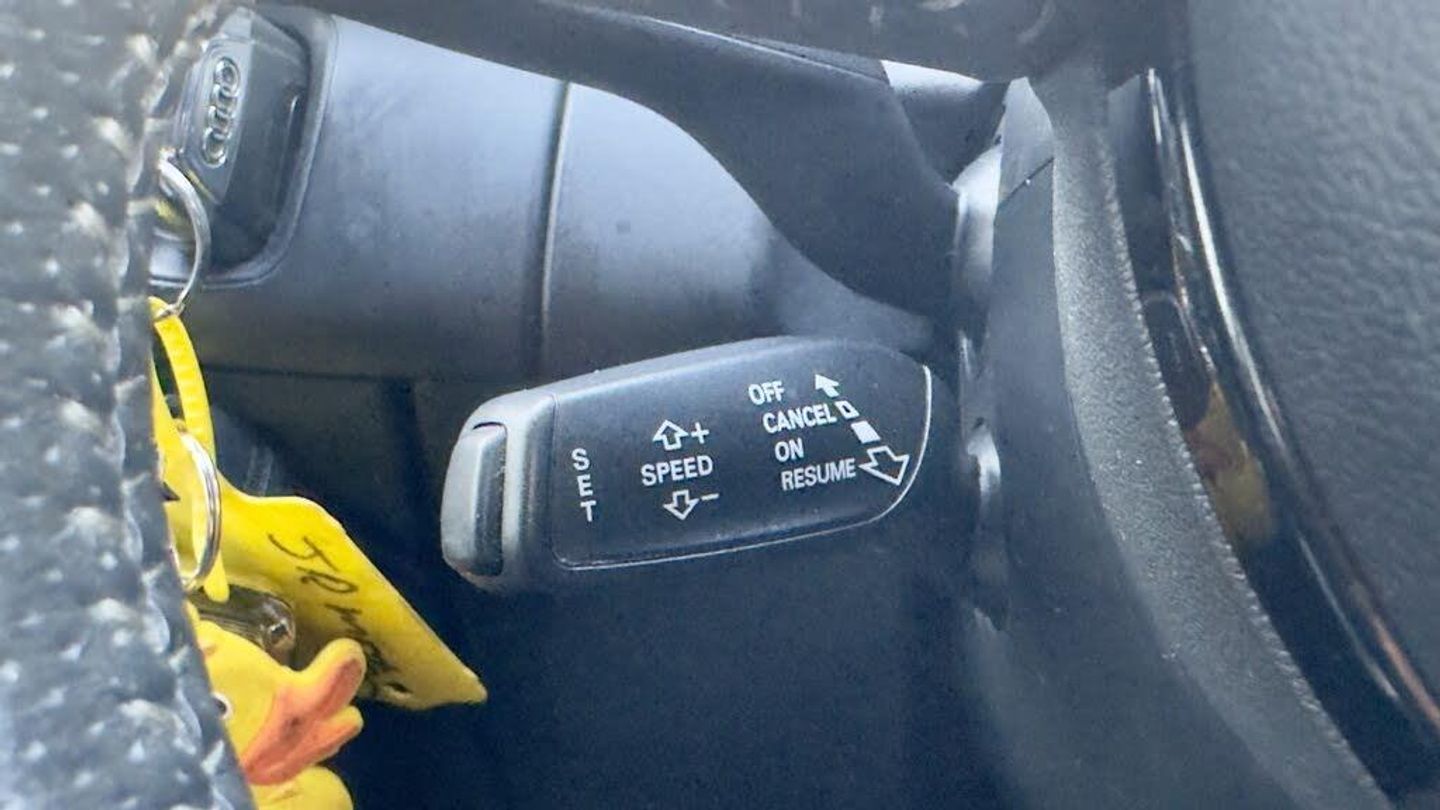 SET
+
SPEED
−
OFF
CANCEL
ON
RESUME